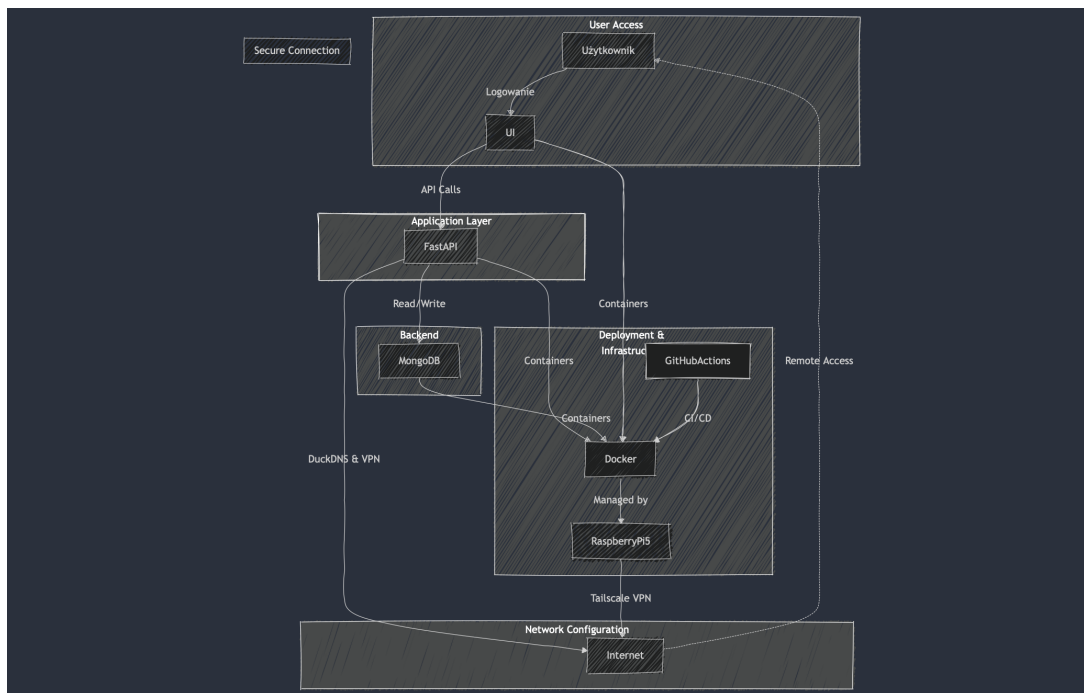 User Access
Secure Connection
Użytkownik
Logowanie
UI
API Calls
Application Layer
FastAPI
Read/Write
Containers
Backend
Deployment &
Infrastruc
MongoDB
Containers
GitHubActions
Remote Access
Containers
CI/CD
DuckDNS & VPN
Docker
Managed by
RaspberryPi5
Tailscale VPN
Network Configuration
Internet